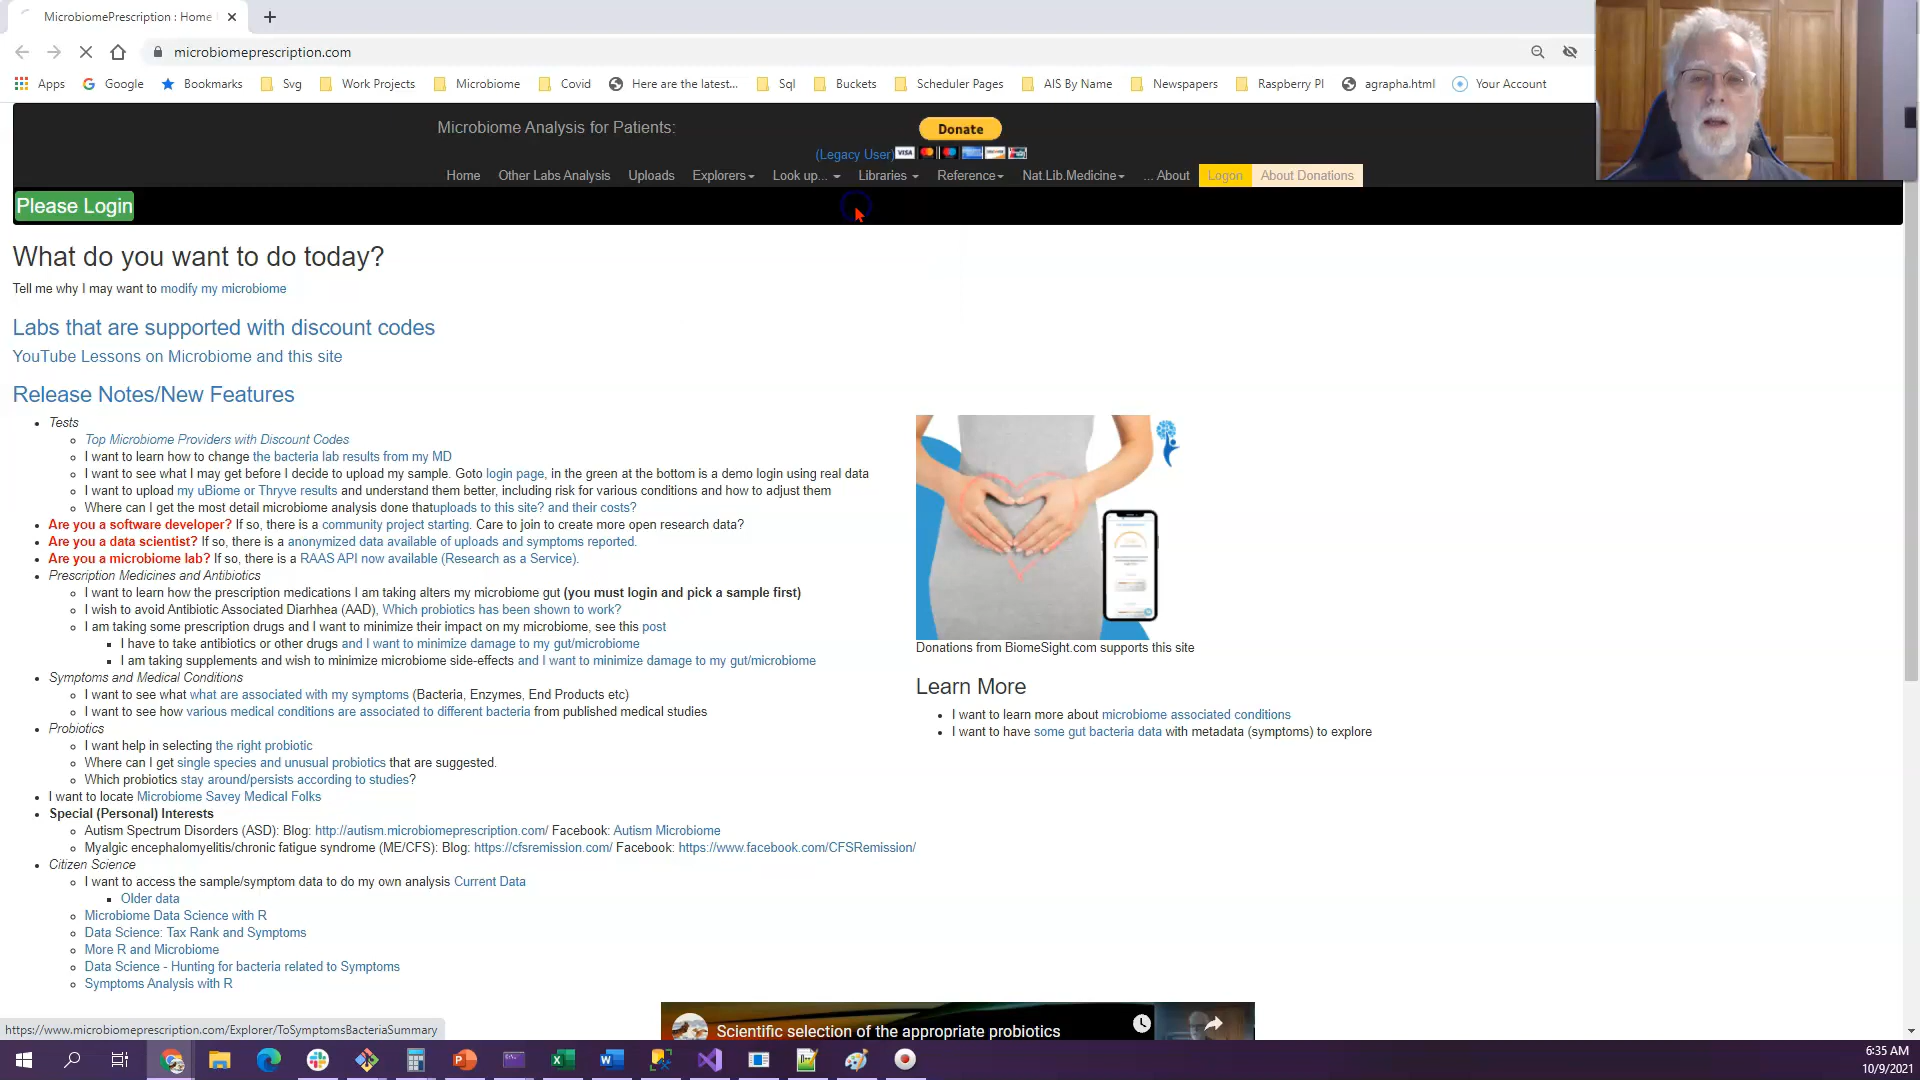 MicrobiomePrescription : Home
microbiomeprescription.com
Apps Google Bookmarks Svg Work Projects Microbiome Covid Here are the latest... Sql Buckets Scheduler Pages AIS By Name Newspapers Raspberry PI agrapha.html Your Account
Microbiome Analysis for Patients:
Donate
(Legacy User) VISA
Home Other Labs Analysis Uploads Explorers Look up... Libraries Reference Nat.Lib.Medicine ... About Logon About Donations
Please Login
What do you want to do today?
Tell me why I may want to modify my microbiome
Labs that are supported with discount codes
YouTube Lessons on Microbiome and this site
Release Notes/New Features
Tests
Top Microbiome Providers with Discount Codes
I want to learn how to change the bacteria lab results from my MD
I want to see what I may get before I decide to upload my sample. Goto login page, in the green at the bottom is a demo login using real data
I want to upload my uBiome or Thryve results and understand them better, including risk for various conditions and how to adjust them
Where can I get the most detail microbiome analysis done thatuploads to this site? and their costs?
Are you a software developer? If so, there is a community project starting. Care to join to create more open research data?
Are you a data scientist? If so, there is a anonymized data available of uploads and symptoms reported.
Are you a microbiome lab? If so, there is a RAAS API now available (Research as a Service).
Prescription Medicines and Antibiotics
I want to learn how the prescription medications I am taking alters my microbiome gut (you must login and pick a sample first)
I wish to avoid Antibiotic Associated Diarhhea (AAD), Which probiotics has been shown to work?
I am taking some prescription drugs and I want to minimize their impact on my microbiome, see this post
I have to take antibiotics or other drugs and I want to minimize damage to my gut/microbiome
I am taking supplements and wish to minimize microbiome side-effects and I want to minimize damage to my gut/microbiome
Symptoms and Medical Conditions
I want to see what what are associated with my symptoms (Bacteria, Enzymes, End Products etc)
I want to see how various medical conditions are associated to different bacteria from published medical studies
Probiotics
I want help in selecting the right probiotic
Where can I get single species and unusual probiotics that are suggested.
Which probiotics stay around/persists according to studies?
I want to locate Microbiome Savey Medical Folks
Special (Personal) Interests
Autism Spectrum Disorders (ASD): Blog: http://autism.microbiomeprescription.com/ Facebook: Autism Microbiome
Myalgic encephalomyelitis/chronic fatigue syndrome (ME/CFS): Blog: https://cfsremission.com/ Facebook: https://www.facebook.com/CFSRemission/
Citizen Science
I want to access the sample/symptom data to do my own analysis Current Data
Older data
Microbiome Data Science with R
Data Science: Tax Rank and Symptoms
More R and Microbiome
Data Science - Hunting for bacteria related to Symptoms
Symptoms Analysis with R
Donations from BiomeSight.com supports this site
Learn More
I want to learn more about microbiome associated conditions
I want to have some gut bacteria data with metadata (symptoms) to explore
Scientific selection of the appropriate probiotics
https://www.microbiomeprescription.com/Explorer/ToSymptomsBacteriaSummary
6:35 AM
10/9/2021